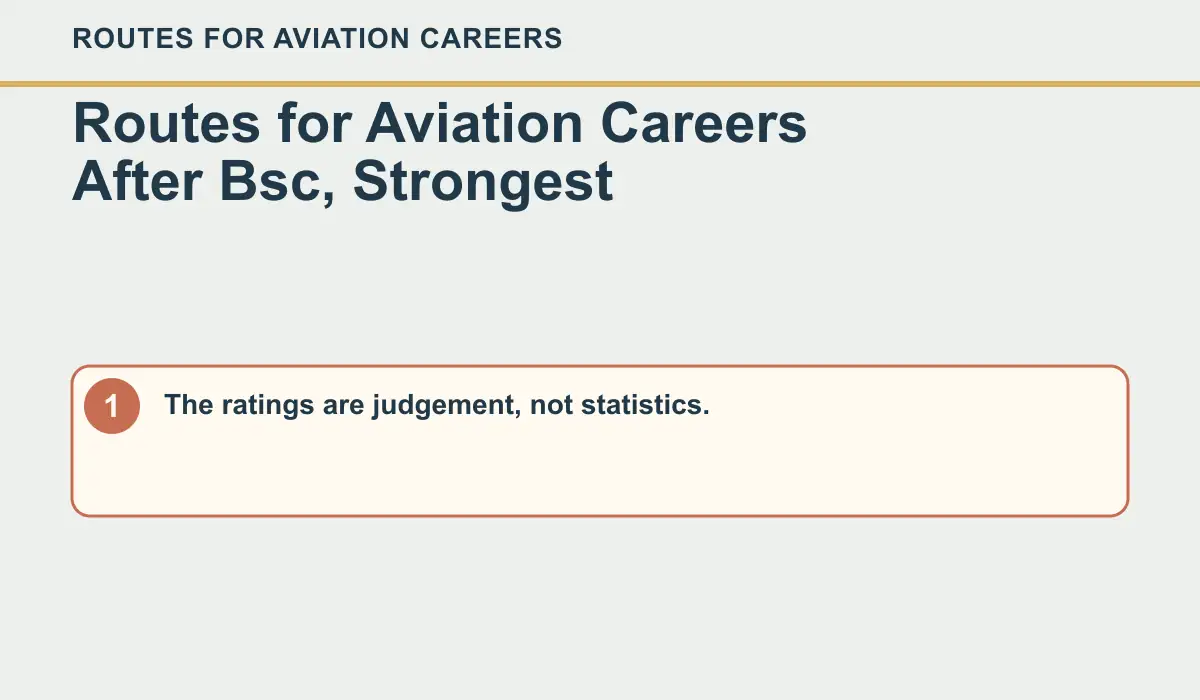 ROUTES FOR AVIATION CAREERS
Routes for Aviation Careers
After Bsc, Strongest
1 The ratings are judgement, not statistics.